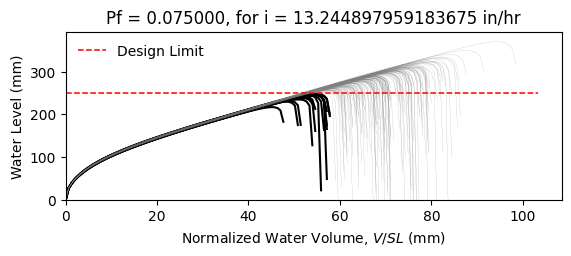 Pf = 0.075000, for i = 13.244897959183675 in/hr
Design Limit
Water Level (mm)
300
200
100
0
0 20 40 60 80 100
Normalized Water Volume, V/SL (mm)